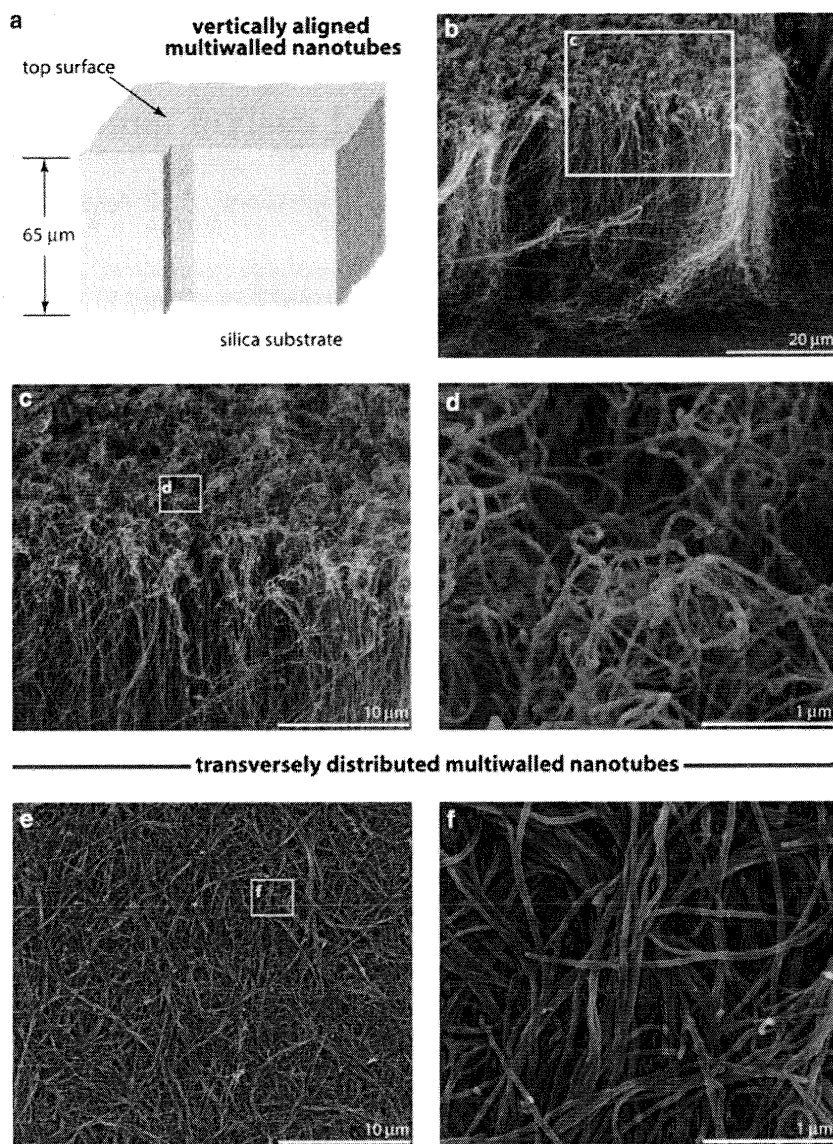 a
vertically aligned
multiwalled nanotubes
top surface
65 μm
silica substrate
b
c
20 μm
c
d
10 μm
d
1 μm
transversely distributed multiwalled nanotubes
e
f
10 μm
f
1 μm